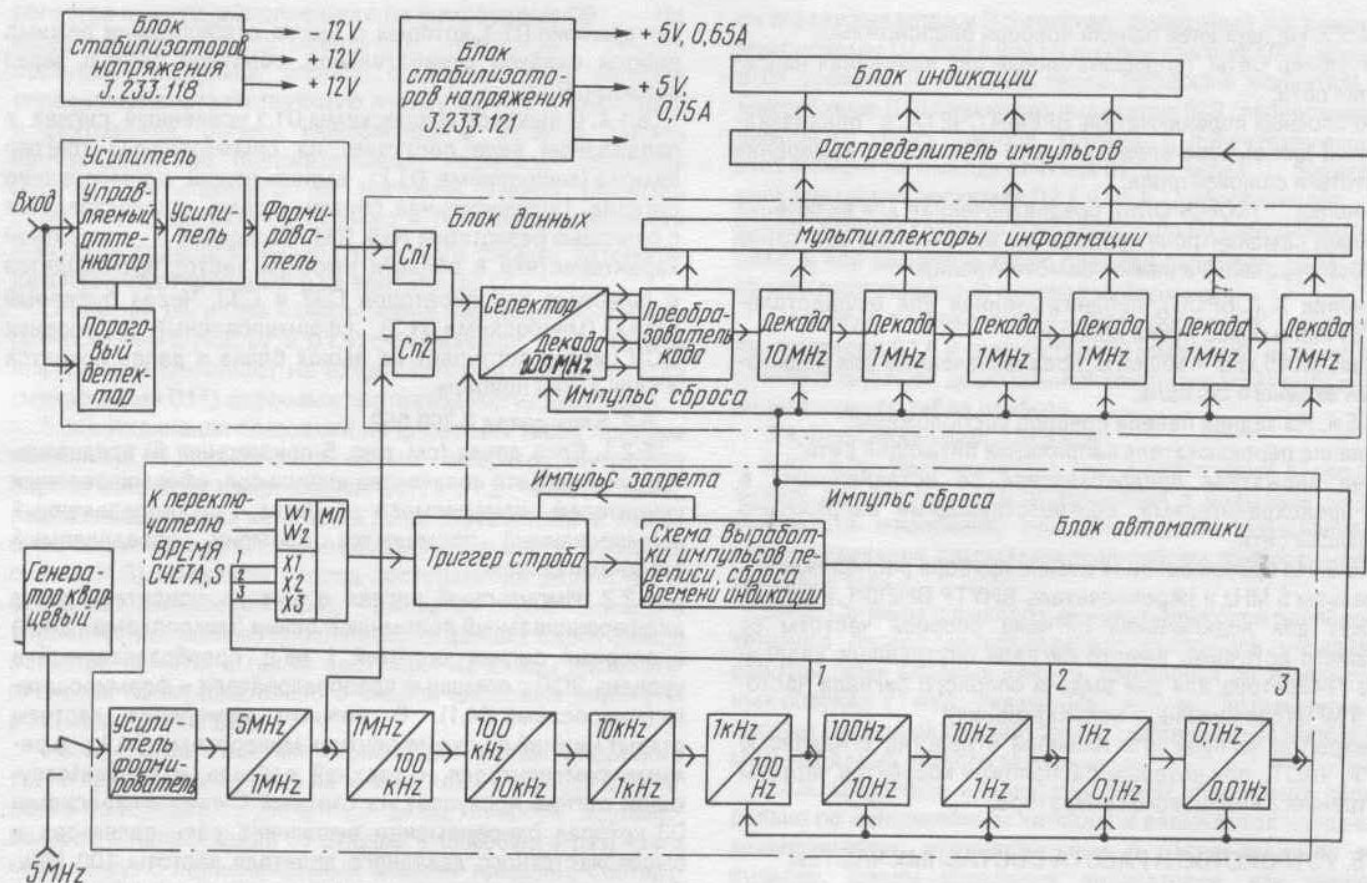 Блок
стабилизаторов
напряжения
3.233.118
- 12V
+ 12V
+ 12V
Блок
стабилизато-
ров напряжения
3.233.121
+ 5V, 0,65A
+ 5V,
0,15A
Блок индикации
Распределитель импульсов
Усилитель
Вход
Управ-
ляемый
атте-
нюатор
Усили-
тель
Форми-
рова-
тель
Порого-
вый
детек-
тор
Блок данных
Мультиплексоры информации
Сп1
Сп2
Селектор
Декада
100MHz
Преобра-
зователь
кода
Декада
10MHz
Декада
1MHz
Декада
1MHz
Декада
1MHz
Декада
1MHz
Декада
1MHz
Импульс сброса
Импульс запрета
Импульс сброса
Блок автоматики
К переклю-
чателю
ВРЕМЯ
СЧЕТА, S
2
3
W1
W2
X1
X2
X3
МП
Триггер строба
Схема выработ-
ки импульсов пе-
реписи, сброса
времени индикации
Генера-
тор квар-
цевый
1
2
3
Усили-
тель
форми-
рователь
5MHz
1MHz
1MHz
100
kHz
100
kHz
10kHz
10kHz
1kHz
1kHz
100
Hz
100Hz
10Hz
10Hz
1Hz
1Hz
0,1Hz
0,1Hz
0,01Hz
5MHz